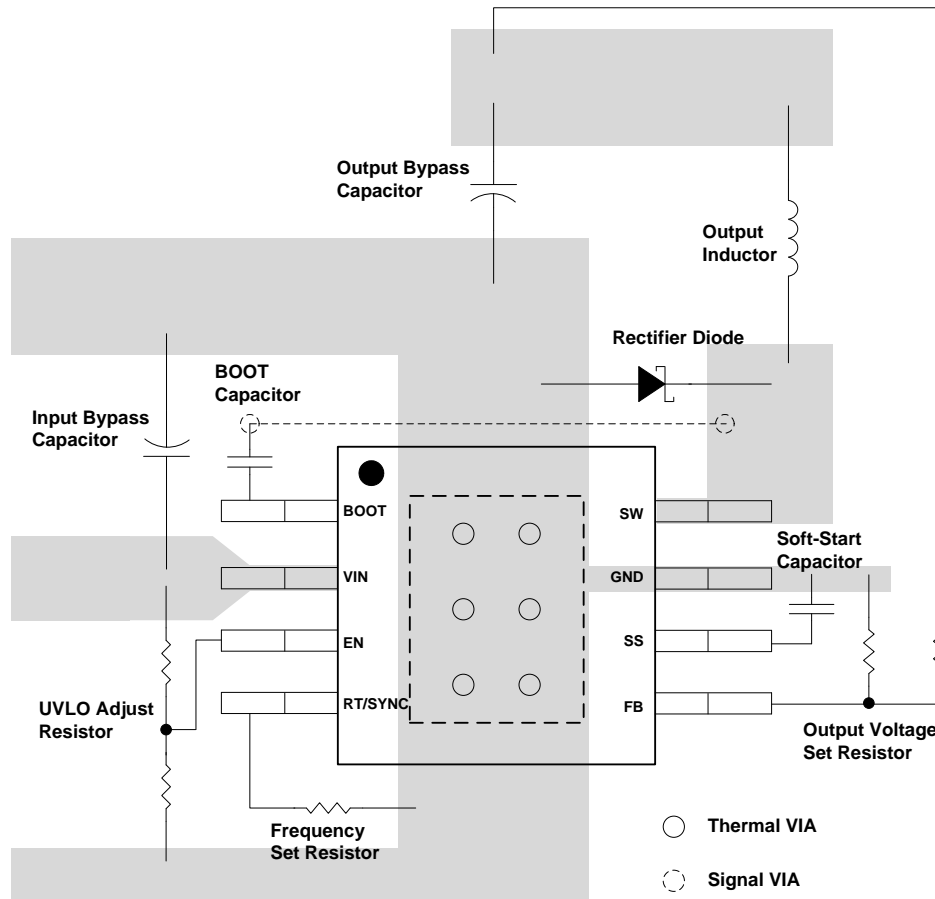 Output Bypass
Capacitor
Output
Inductor
Rectifier Diode
BOOT
Capacitor
Input Bypass
Capacitor
BOOT
SW
Soft-Start
Capacitor
VIN
GND
EN
SS
RT/SYNC
FB
UVLO Adjust
Resistor
Output Voltage
Set Resistor
Frequency
Set Resistor
Thermal VIA
Signal VIA